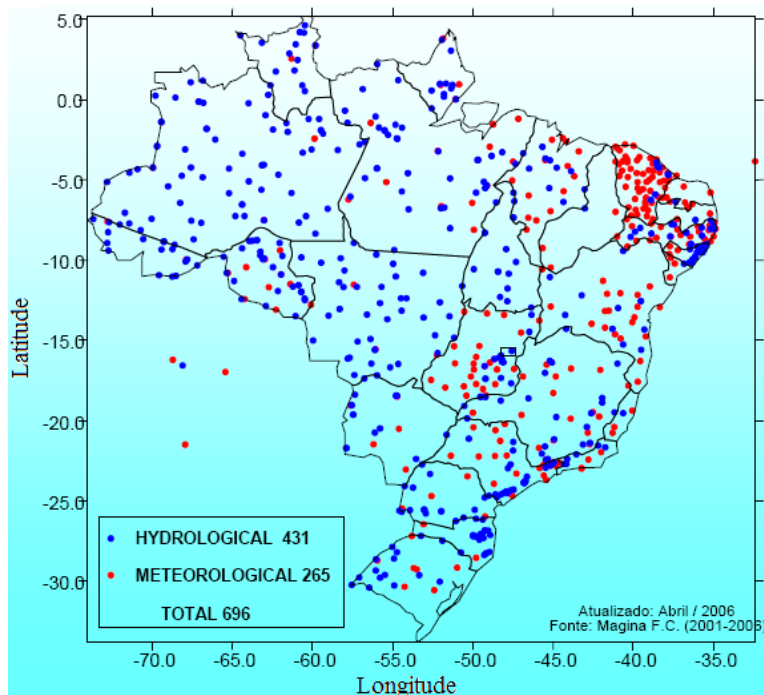 5.0
0.0
-5.0
-10.0
-15.0
-20.0
-25.0
-30.0
Latitude
HYDROLOGICAL 431
METEOROLOGICAL 265
TOTAL 696
Atualizado: Abril / 2006
Fonte: Magina F.C. (2001-2006)
-70.0 -65.0 -60.0 -55.0 -50.0 -45.0 -40.0 -35.0
Longitude